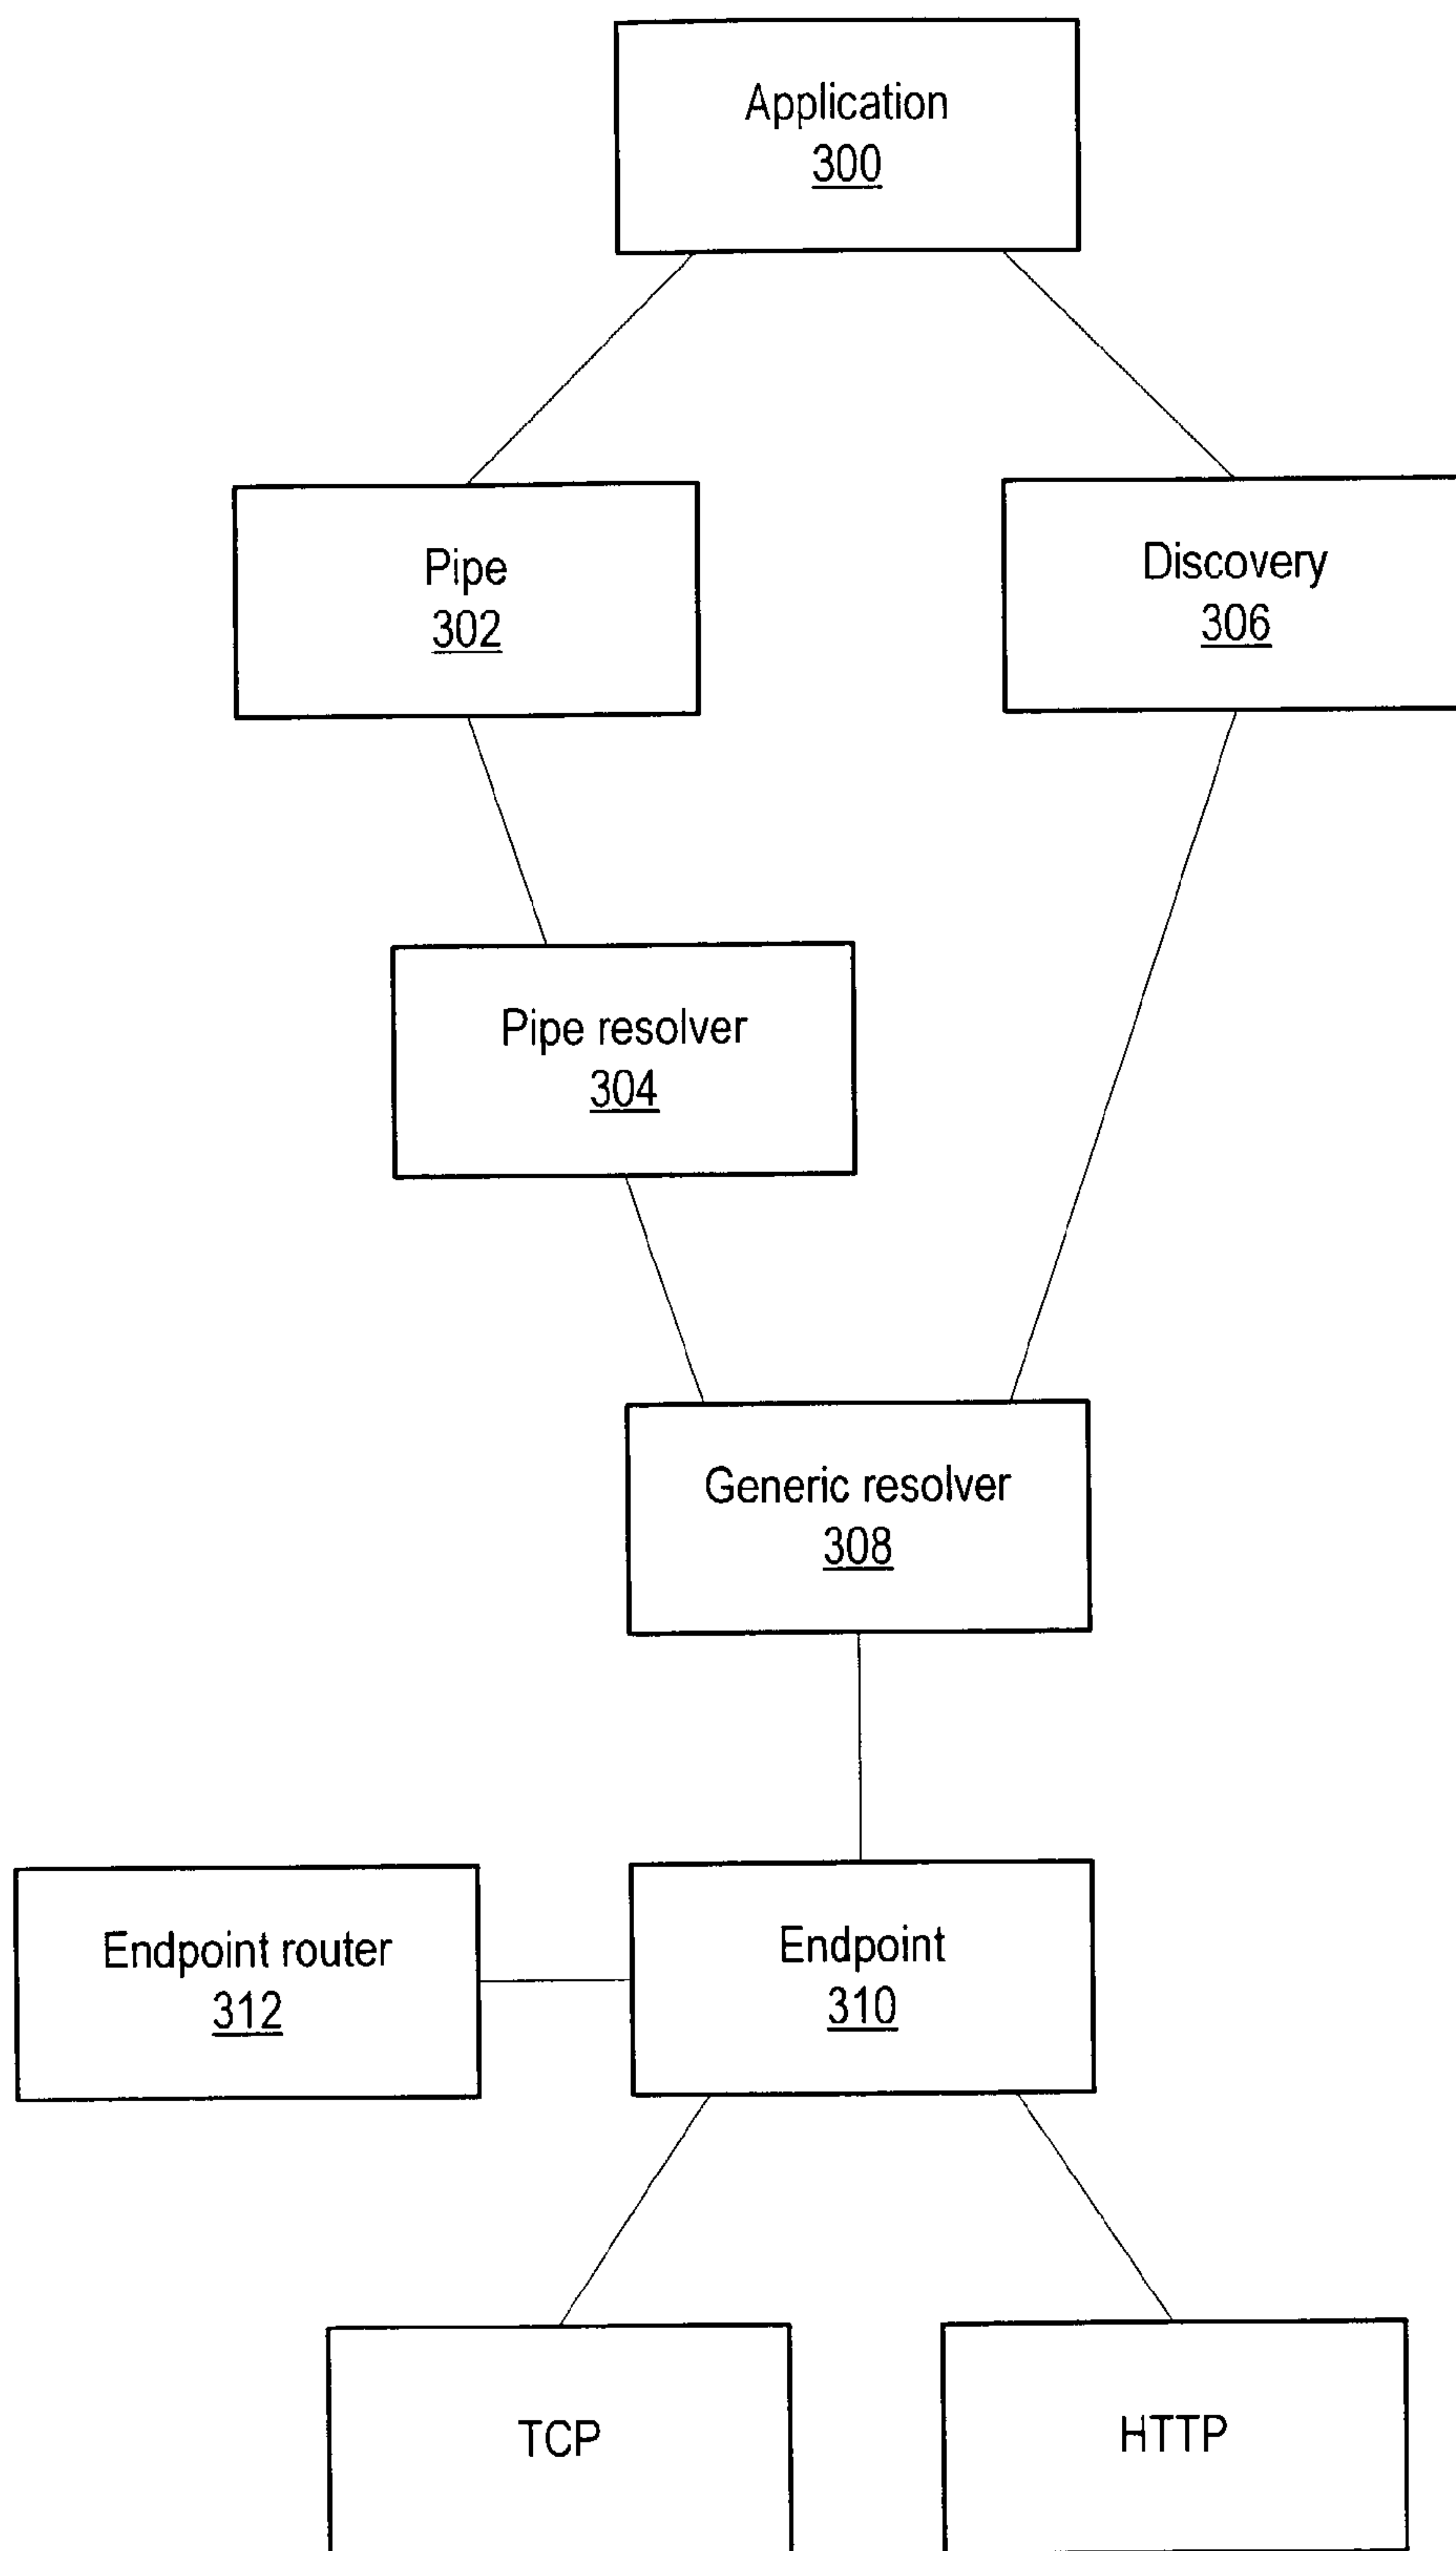 Application
300
Pipe
302
Discovery
306
Pipe resolver
304
Generic resolver
308
Endpoint router
312
Endpoint
310
TCP
HTTP